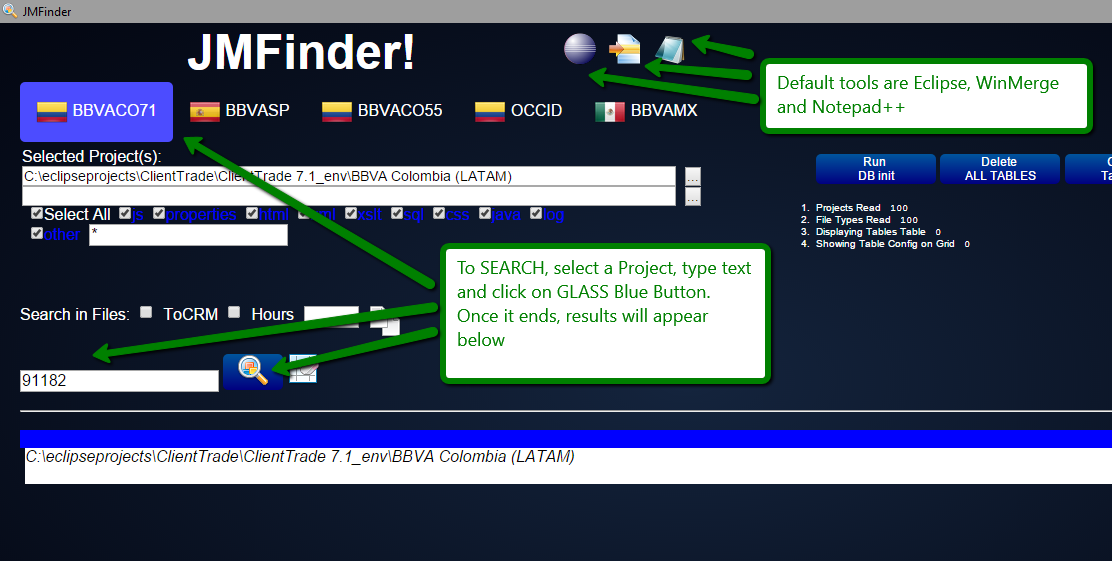 JMFinder
JMFinder!
Default tools are Eclipse, WinMerge
and Notepad++
BBVACO71 BBVASP BBVACO55 OCCID BBVAMX
Selected Project(s):
C:\eclipseprojects\ClientTrade\ClientTrade 7.1_env\BBVA Colombia (LATAM)
...
...
Run
DB init
Delete
ALL TABLES
Select All js properties html xslt sql css java log
other *
1. Projects Read 100
2. File Types Read 100
3. Displaying Tables Table 0
4. Showing Table Config on Grid 0
To SEARCH, select a Project, type text
and click on GLASS Blue Button.
Once it ends, results will appear
below
Search in Files: ToCRM Hours
91182
C:\eclipseprojects\ClientTrade\ClientTrade 7.1_env\BBVA Colombia (LATAM)